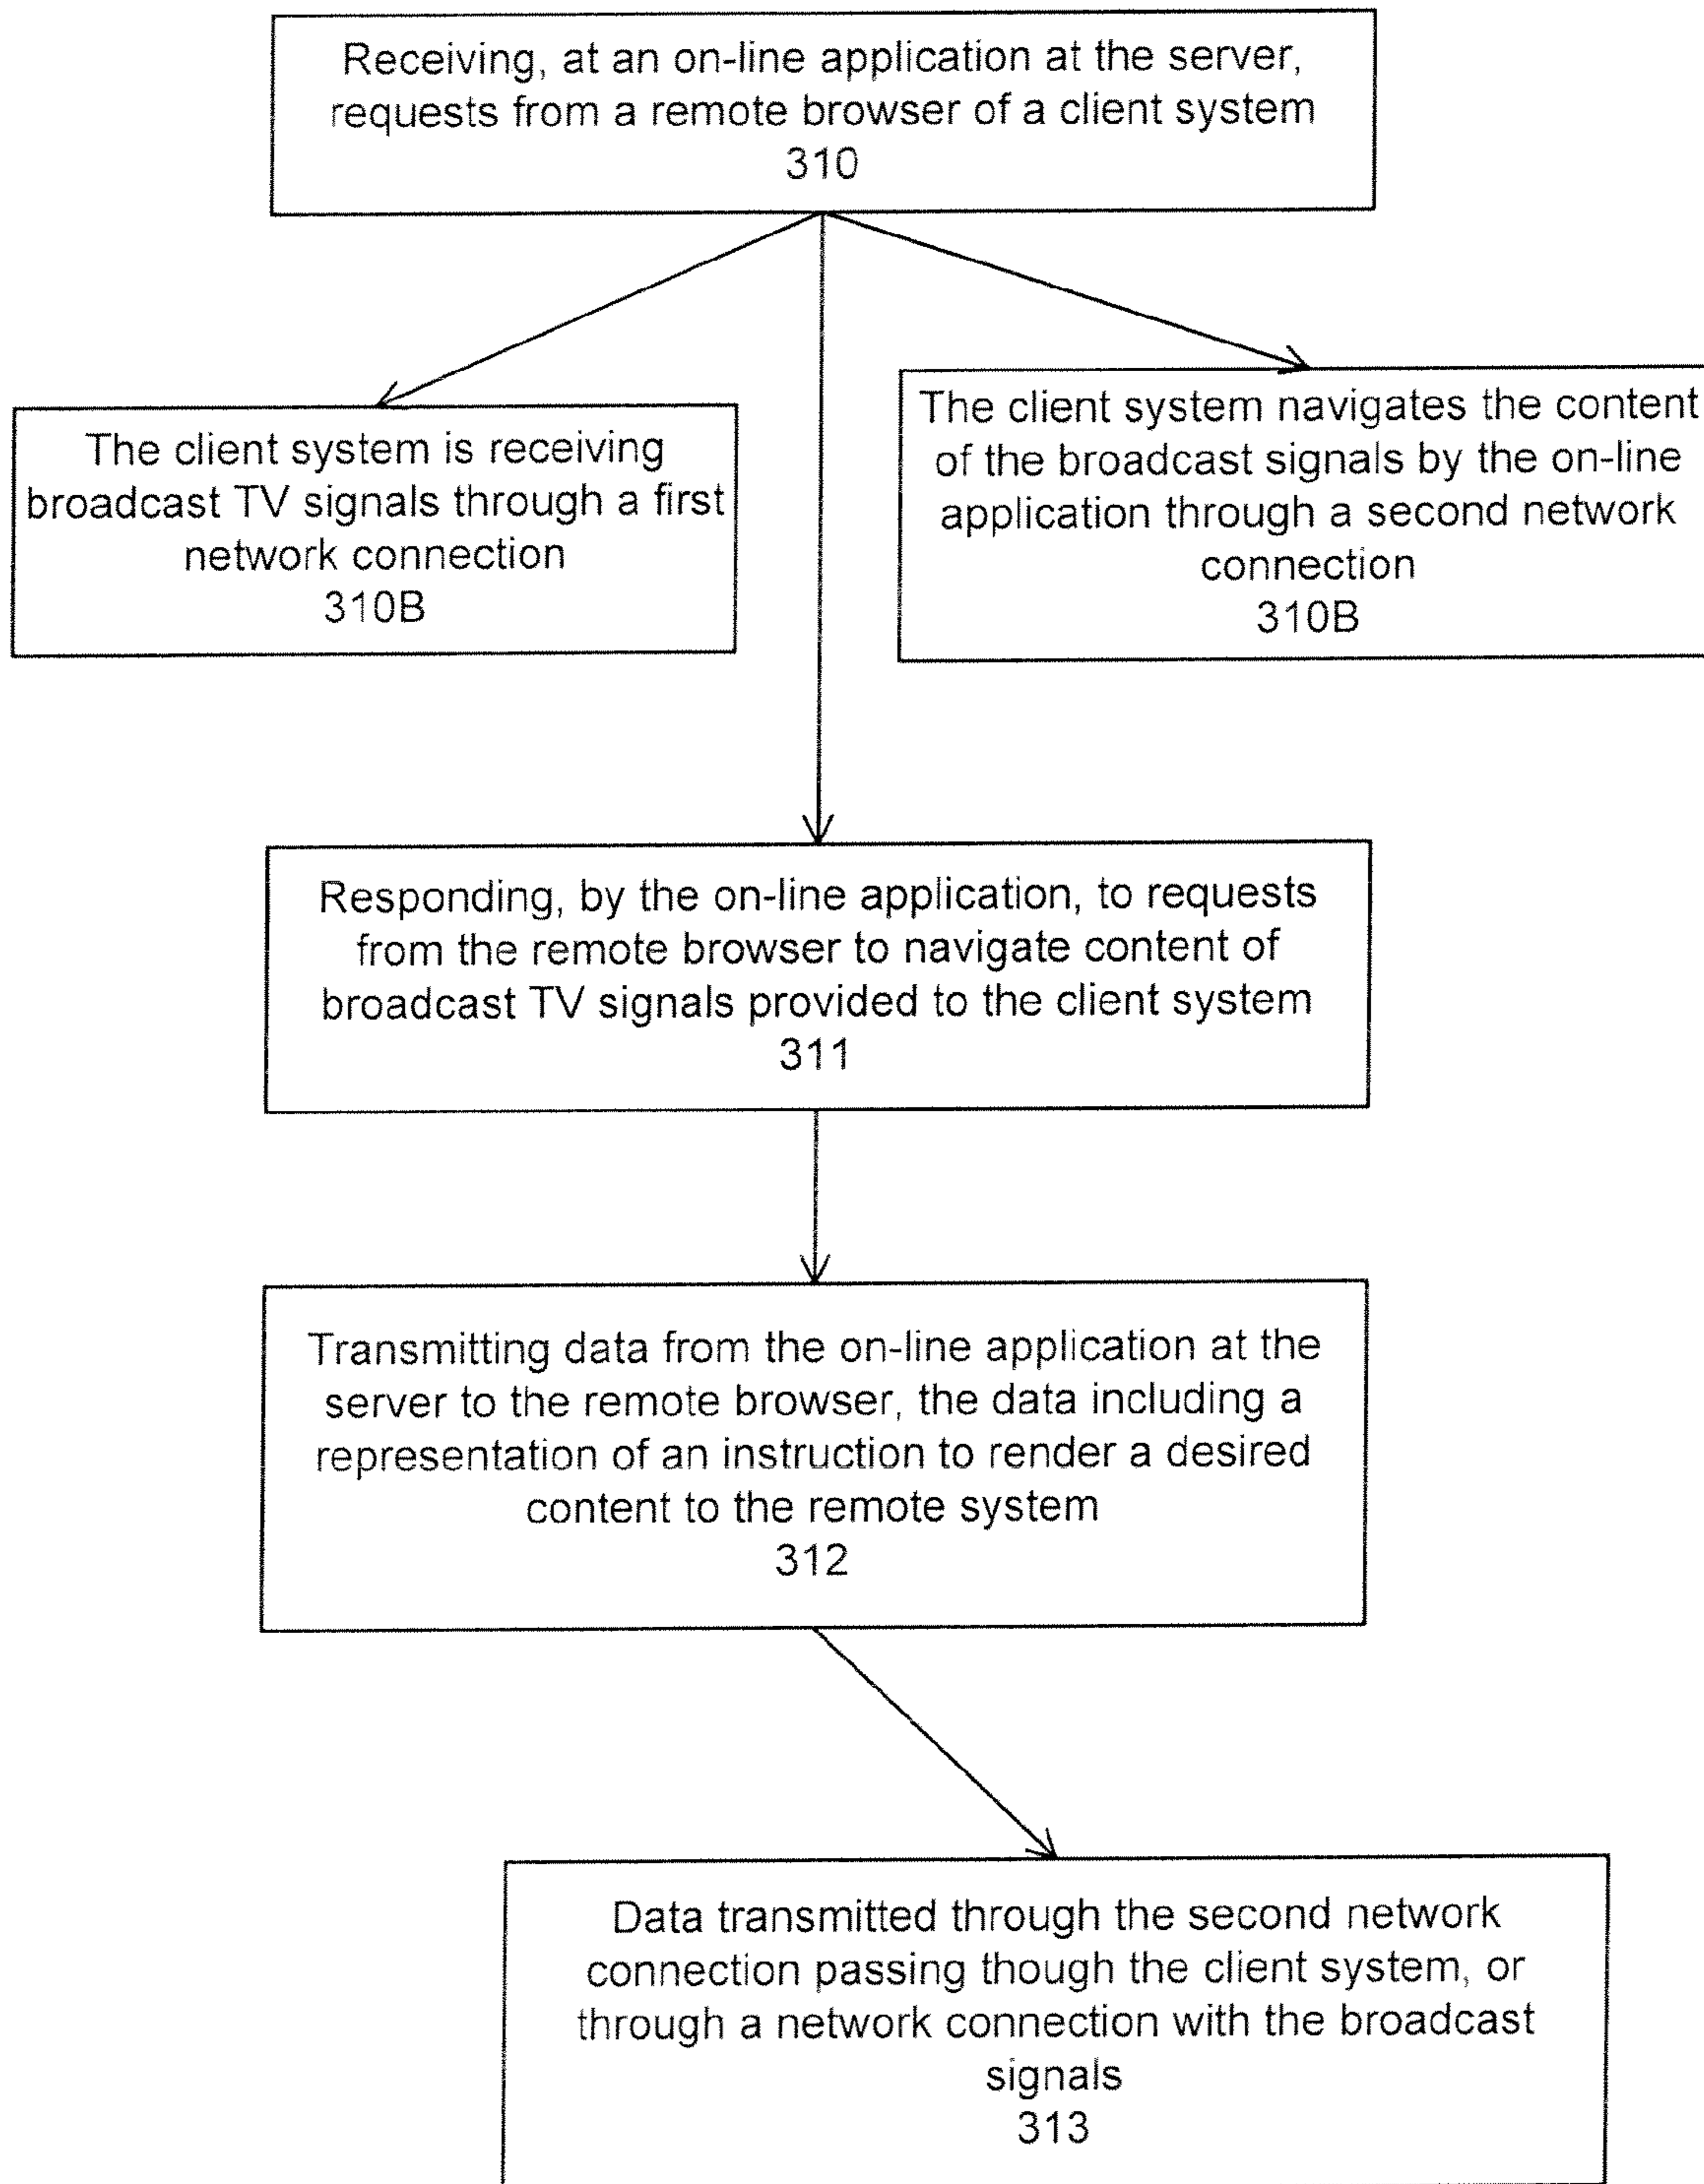 Receiving, at an on-line application at the server,
requests from a remote browser of a client system
310
The client system is receiving
broadcast TV signals through a first
network connection
310B
The client system navigates the content
of the broadcast signals by the on-line
application through a second network
connection
310B
Responding, by the on-line application, to requests
from the remote browser to navigate content of
broadcast TV signals provided to the client system
311
Transmitting data from the on-line application at the
server to the remote browser, the data including a
representation of an instruction to render a desired
content to the remote system
312
Data transmitted through the second network
connection passing though the client system, or
through a network connection with the broadcast
signals
313